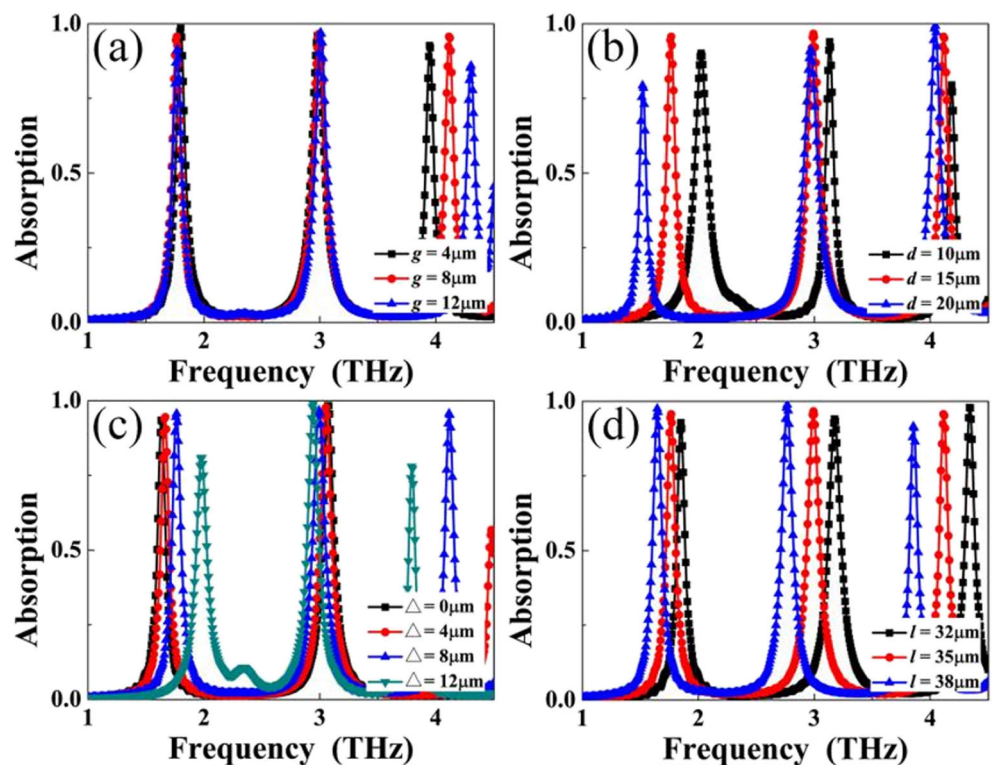 (a)
1.0
0.5
0.0
Absorption
g = 4μm
g = 8μm
g = 12μm
1 2 3 4
Frequency (THz)
(b)
1.0
0.5
0.0
Absorption
d = 10μm
d = 15μm
d = 20μm
1 2 3 4
Frequency (THz)
(c)
1.0
0.5
0.0
Absorption
△ = 0μm
△ = 4μm
△ = 8μm
△ = 12μm
1 2 3 4
Frequency (THz)
(d)
1.0
0.5
0.0
Absorption
l = 32μm
l = 35μm
l = 38μm
1 2 3 4
Frequency (THz)